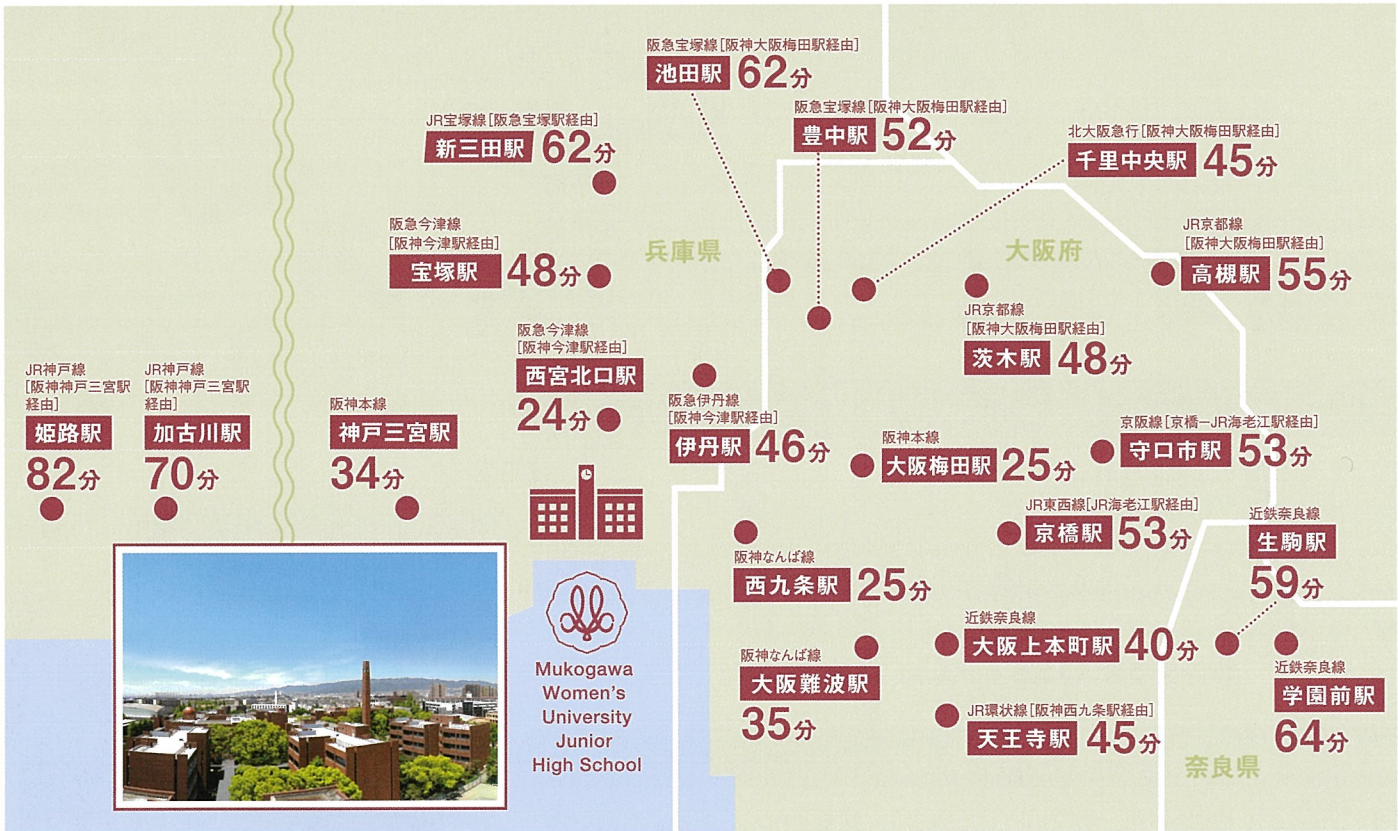 阪急宝塚線[阪神大阪梅田駅経由]
池田駅 62分
阪急宝塚線[阪神大阪梅田駅経由]
豊中駅 52分
JR宝塚線[阪急宝塚駅経由]
新三田駅 62分
北大阪急行[阪神大阪梅田駅経由]
千里中央駅 45分
阪急今津線
[阪神今津駅経由]
宝塚駅 48分
兵庫県
大阪府
JR京都線
[阪神大阪梅田駅経由]
高槻駅 55分
JR京都線
[阪神大阪梅田駅経由]
茨木駅 48分
阪急今津線
[阪神今津駅経由]
西宮北口駅
24分
JR神戸線
[阪神神戸三宮駅
経由]
姫路駅
82分
JR神戸線
[阪神神戸三宮駅
経由]
加古川駅
70分
阪神本線
神戸三宮駅
34分
阪急伊丹線
[阪神今津駅経由]
伊丹駅 46分
阪神本線
大阪梅田駅 25分
京阪線[京橋ーJR海老江駅経由]
守口市駅 53分
JR東西線[JR海老江駅経由]
京橋駅 53分
近鉄奈良線
生駒駅
59分
阪神なんば線
西九条駅 25分
近鉄奈良線
大阪上本町駅 40分
阪神なんば線
大阪難波駅
35分
近鉄奈良線
学園前駅
64分
JR環状線[阪神西九条駅経由]
天王寺駅 45分
奈良県
Mukogawa
Women's
University
Junior
High School